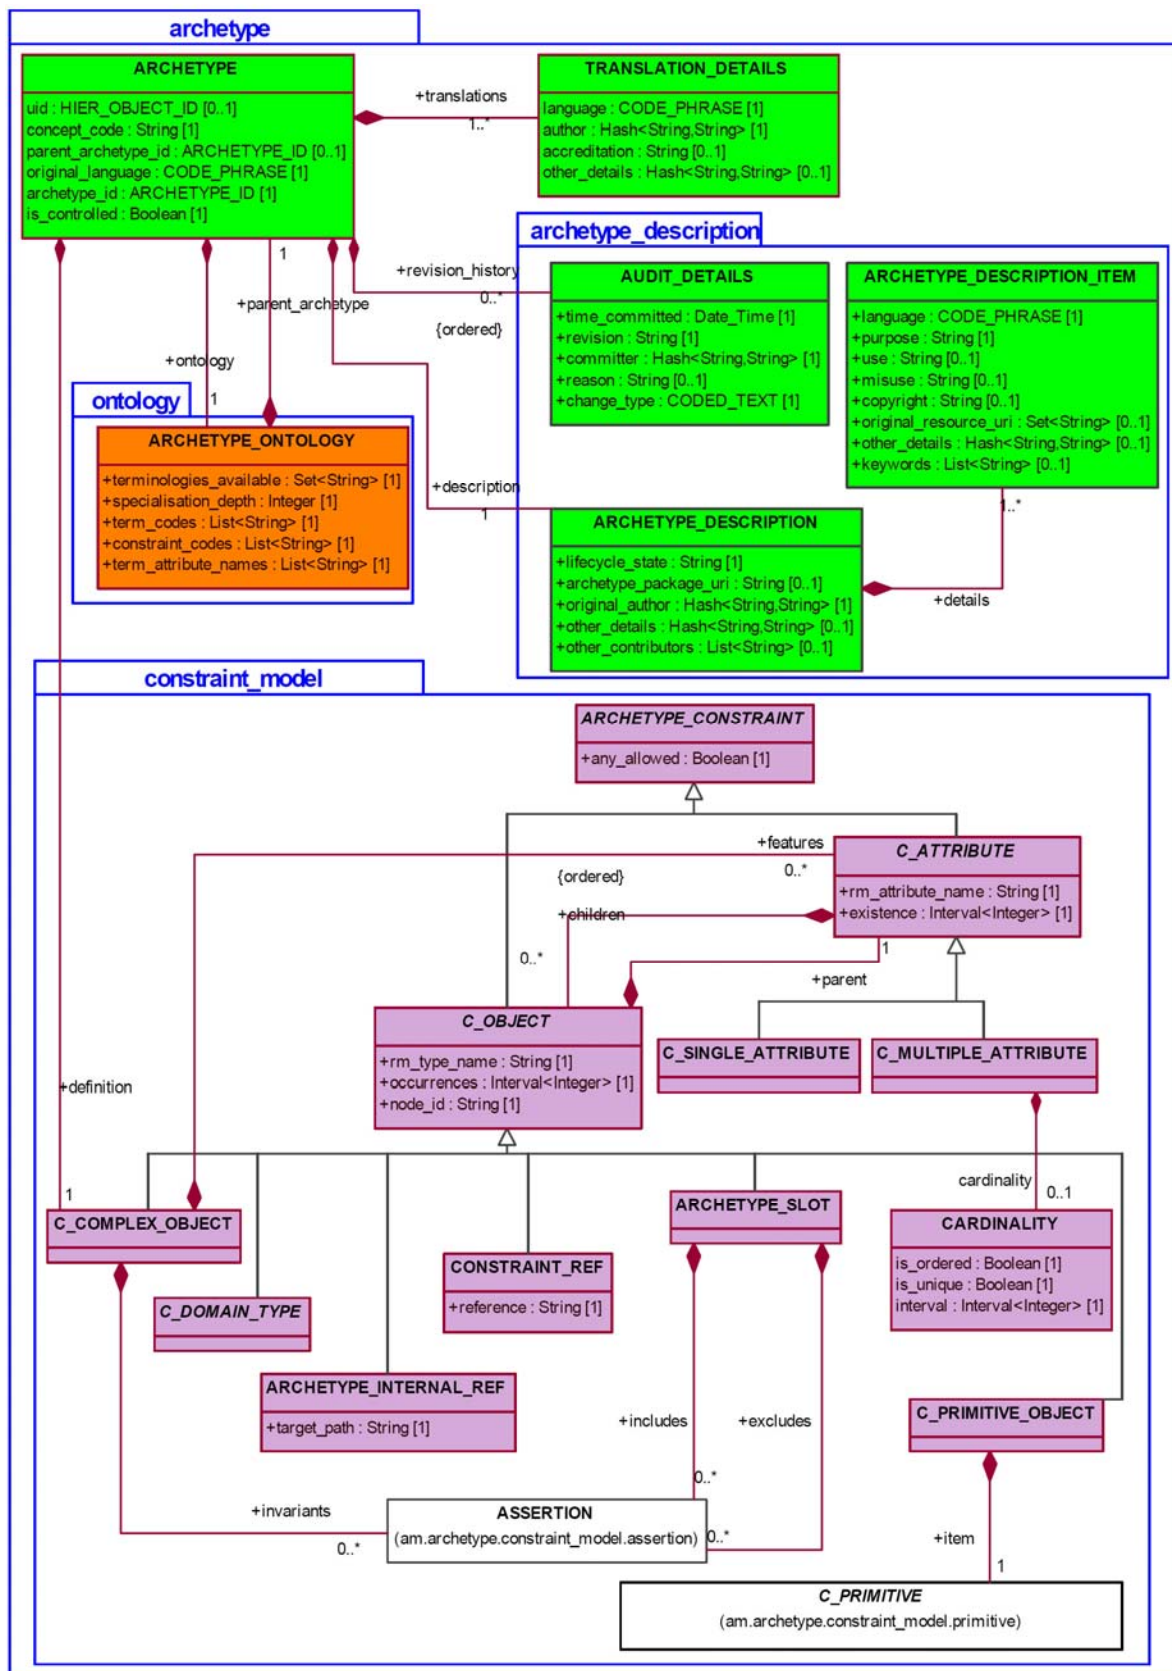 archetype
ARCHETYPE
uid : HIER_OBJECT_ID [0..1]
concept_code : String [1]
parent_archetype_id : ARCHETYPE_ID [0..1]
original_language : CODE_PHRASE [1]
archetype_id : ARCHETYPE_ID [1]
is_controlled : Boolean [1]
+translations
1..*
TRANSLATION_DETAILS
language : CODE_PHRASE [1]
author : Hash<String,String> [1]
accreditation : String [0..1]
other_details : Hash<String,String> [0..1]
archetype_description
+revision_history
0..*
{ordered}
1
+parent_archetype
+ontology
1
AUDIT_DETAILS
+time_committed : Date_Time [1]
+revision : String [1]
+committer : Hash<String,String> [1]
+reason : String [0..1]
+change_type : CODED_TEXT [1]
ARCHETYPE_DESCRIPTION_ITEM
+language : CODE_PHRASE [1]
+purpose : String [1]
+use : String [0..1]
+misuse : String [0..1]
+copyright : String [0..1]
+original_resource_uri : Set<String> [0..1]
+other_details : Hash<String,String> [0..1]
+keywords : List<String> [0..1]
ontology
ARCHETYPE_ONTOLOGY
+terminologies_available : Set<String> [1]
+specialisation_depth : Integer [1]
+term_codes : List<String> [1]
+constraint_codes : List<String> [1]
+term_attribute_names : List<String> [1]
+description
1
1..*
ARCHETYPE_DESCRIPTION
+lifecycle_state : String [1]
+archetype_package_uri : String [0..1]
+original_author : Hash<String,String> [1]
+other_details : Hash<String,String> [0..1]
+other_contributors : List<String> [0..1]
+details
constraint_model
ARCHETYPE_CONSTRAINT
+any_allowed : Boolean [1]
+features
0..*
{ordered}
+children
0..*
C_ATTRIBUTE
+rm_attribute_name : String [1]
+existence : Interval<Integer> [1]
1
+parent
C_OBJECT
+rm_type_name : String [1]
+occurrences : Interval<Integer> [1]
+node_id : String [1]
C_SINGLE_ATTRIBUTE
C_MULTIPLE_ATTRIBUTE
+definition
1
cardinality
0..1
C_COMPLEX_OBJECT
ARCHETYPE_SLOT
CARDINALITY
is_ordered : Boolean [1]
is_unique : Boolean [1]
interval : Interval<Integer> [1]
CONSTRAINT_REF
+reference : String [1]
C_DOMAIN_TYPE
ARCHETYPE_INTERNAL_REF
+target_path : String [1]
+includes
+excludes
C_PRIMITIVE_OBJECT
0..*
+invariants
0..*
ASSERTION
(am.archetype.constraint_model.assertion)
0..*
+item
1
C_PRIMITIVE
(am.archetype.constraint_model.primitive)